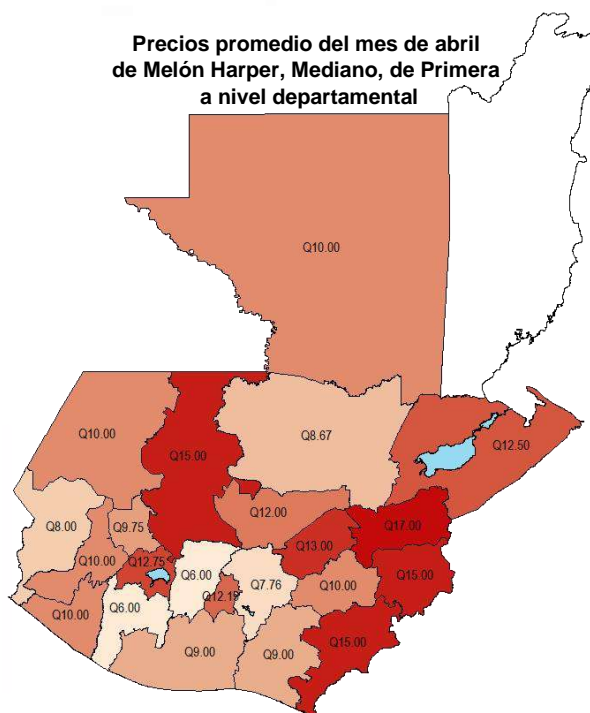 Precios promedio del mes de abril
de Melón Harper, Mediano, de Primera
a nivel departamental
Q10.00
Q10.00
Q15.00
Q8.67
Q12.50
Q8.00
Q9.75
Q12.00
Q17.00
Q13.00
Q10.00
Q12.75
Q6.00
Q7.76
Q10.00
Q15.00
Q10.00
Q6.00
Q9.00
Q9.00
Q15.00